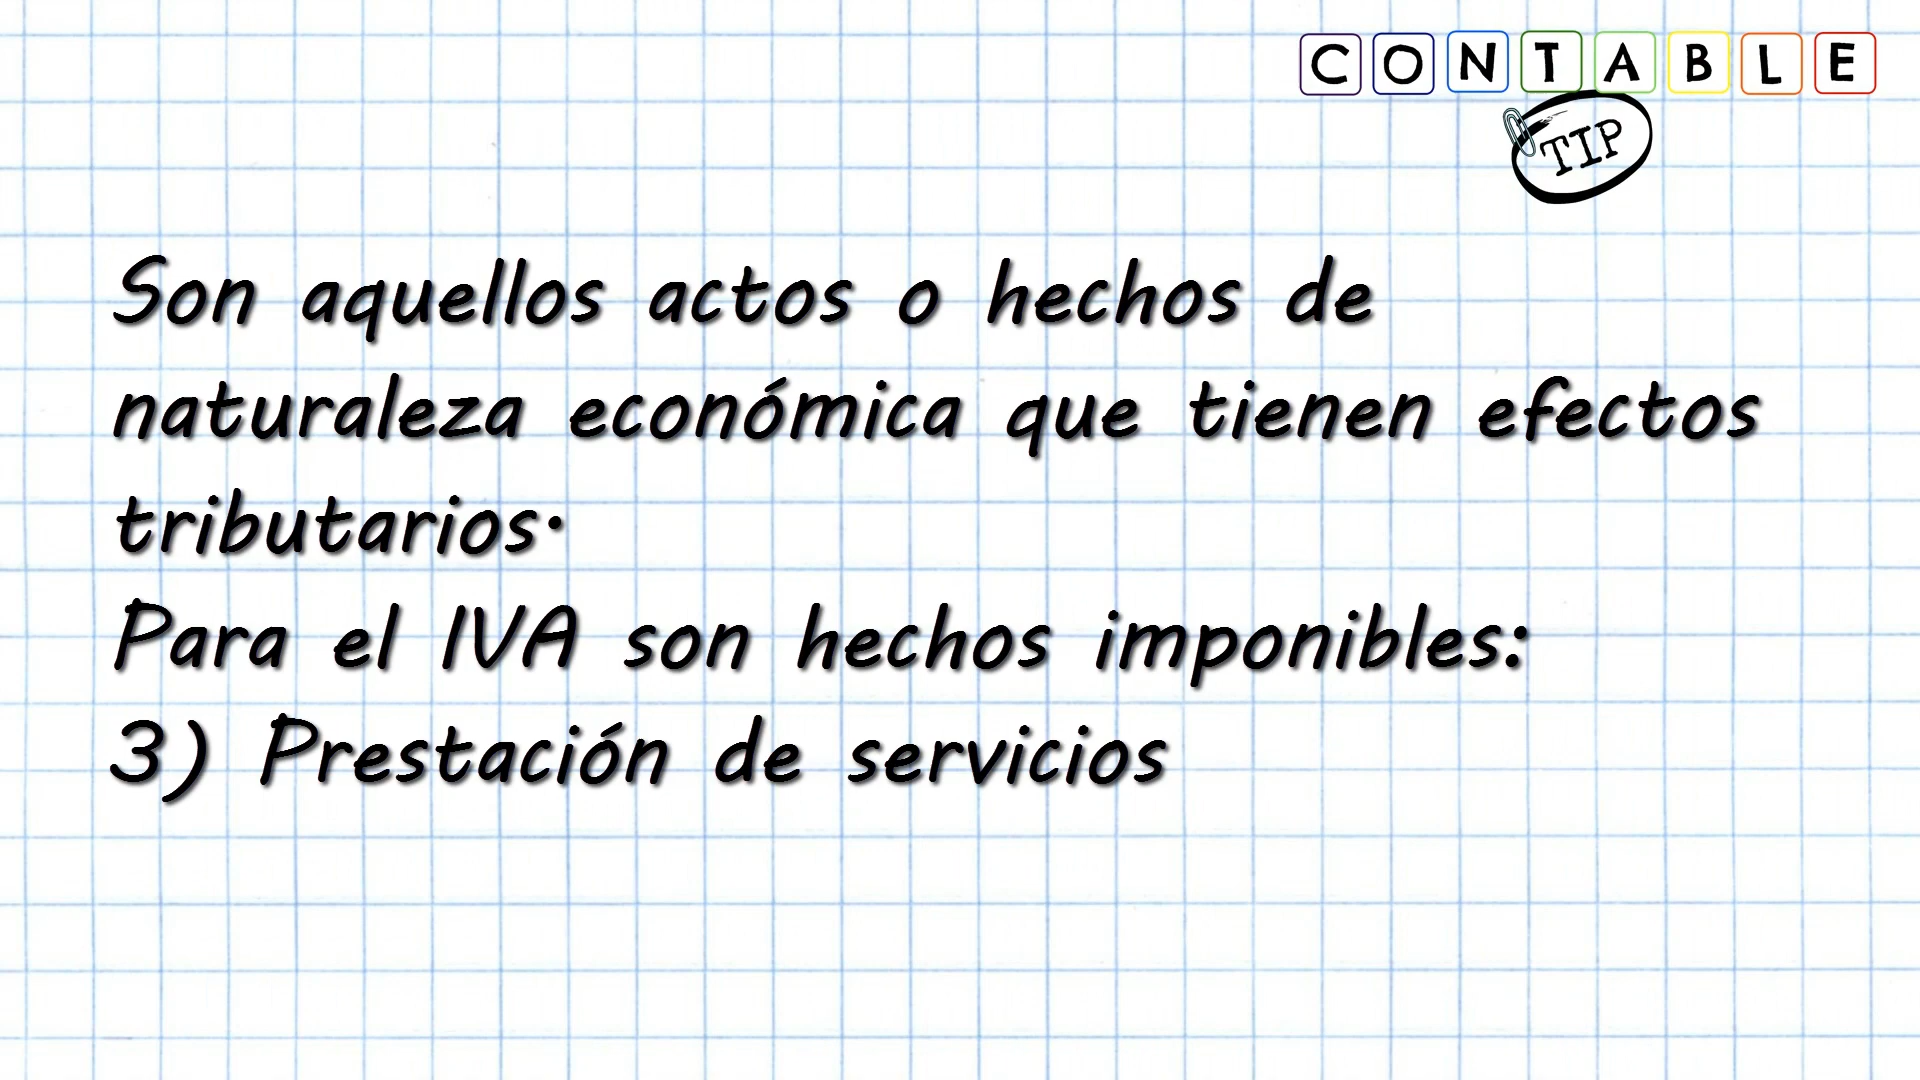 CONTABLE
TIP
Son aquellos actos o hechos de
naturaleza económica que tienen efectos
tributarios·
Para el IVA son hechos imponibles:
3) Prestación de servicios